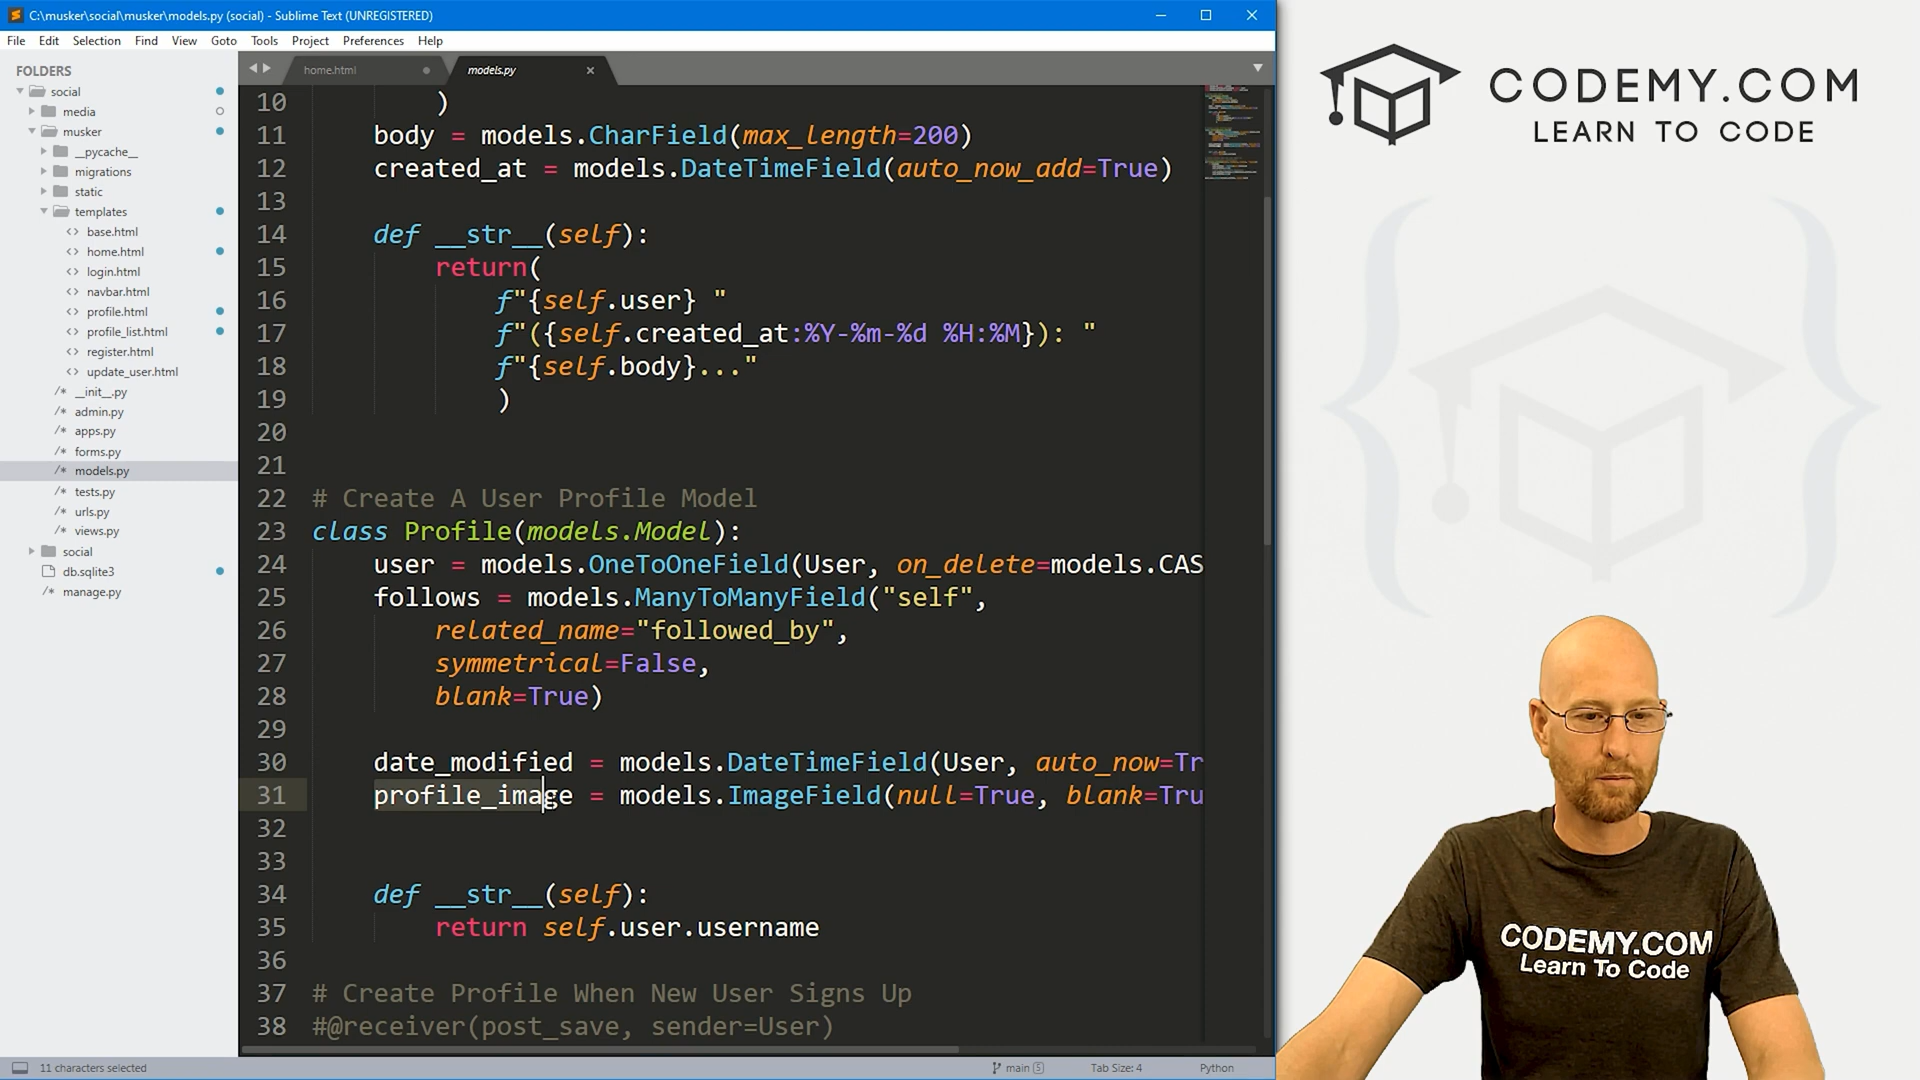 C:\musker\social\musker\models.py (social) - Sublime Text (UNREGISTERED)
File Edit Selection Find View Goto Tools Project Preferences Help
FOLDERS
social
media
musker
__pycache__
migrations
static
templates
base.html
home.html
login.html
navbar.html
profile.html
profile_list.html
register.html
update_user.html
__init__.py
admin.py
apps.py
forms.py
models.py
tests.py
urls.py
views.py
social
db.sqlite3
manage.py
home.html models.py
10 )
11 body = models.CharField(max_length=200)
12 created_at = models.DateTimeField(auto_now_add=True)
13
14 def __str__(self):
15 return(
16 f"{self.user} "
17 f"({self.created_at:%Y-%m-%d %H:%M}): "
18 f"{self.body}..."
19 )
20
21
22 # Create A User Profile Model
23 class Profile(models.Model):
24 user = models.OneToOneField(User, on_delete=models.CAS
25 follows = models.ManyToManyField("self",
26 related_name="followed_by",
27 symmetrical=False,
28 blank=True)
29
30 date_modified = models.DateTimeField(User, auto_now=Tr
31 profile_image = models.ImageField(null=True, blank=Tru
32
33
34 def __str__(self):
35 return self.user.username
36
37 # Create Profile When New User Signs Up
38 #@receiver(post_save, sender=User)
11 characters selected
main
Tab Size: 4
Python
CODEMY.COM
LEARN TO CODE
CODEMY.COM
Learn To Code